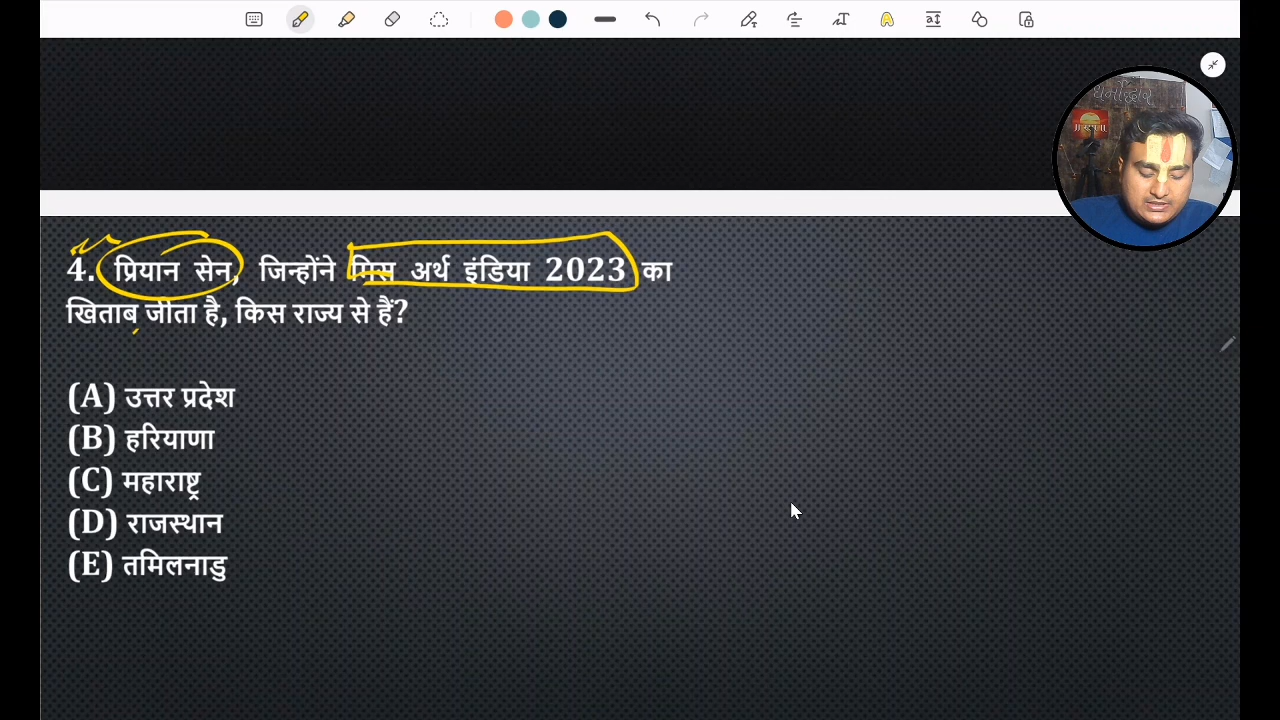 4. प्रियान सेन, जिन्होंने मिस अर्थ इंडिया 2023 का
खिताब जीता है, किस राज्य से हैं?
(A) उत्तर प्रदेश
(B) हरियाणा
(C) महाराष्ट्र
(D) राजस्थान
(E) तमिलनाडु